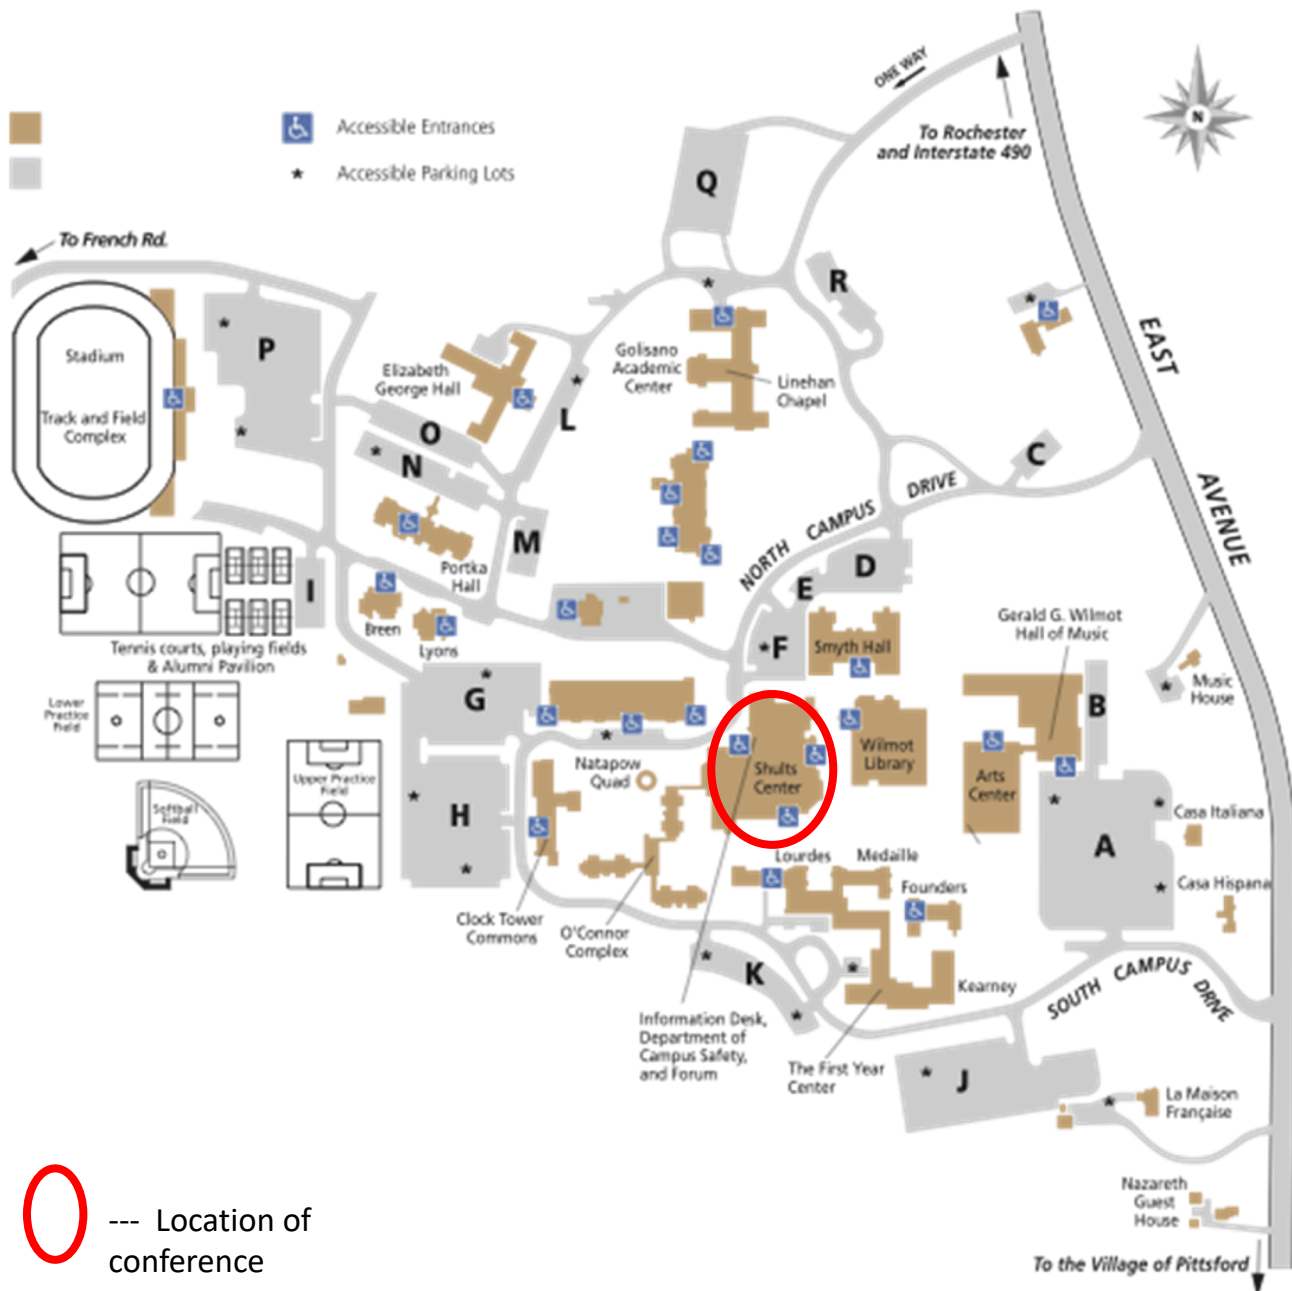 ONE WAY
To Rochester
and Interstate 490
N
Accessible Entrances
* Accessible Parking Lots
Q
To French Rd.
R
EAST
AVENUE
P
Stadium
Track and Field
Complex
Elizabeth
George Hall
Golisano
Academic
Center
Linehan
Chapel
L
O
N
C
NORTH CAMPUS DRIVE
M
Portka
Hall
D
E
I
F
Smyth Hall
Gerald G. Wilmot
Hall of Music
Breen
Lyons
Tennis courts, playing fields
& Alumni Pavilion
G
B
Music
House
Lower
Practice
Field
Natapow
Quad
Shults
Center
Wilmot
Library
Arts
Center
Upper Practice
Field
Softball
Field
H
A
Casa Italiana
Lourdes
Medaille
Founders
Casa Hispana
Clock Tower
Commons
O'Connor
Complex
K
Kearney
SOUTH CAMPUS DRIVE
Information Desk,
Department of
Campus Safety,
and Forum
The First Year
Center
J
La Maison
Française
Nazareth
Guest
House
--- Location of
conference
To the Village of Pittsford